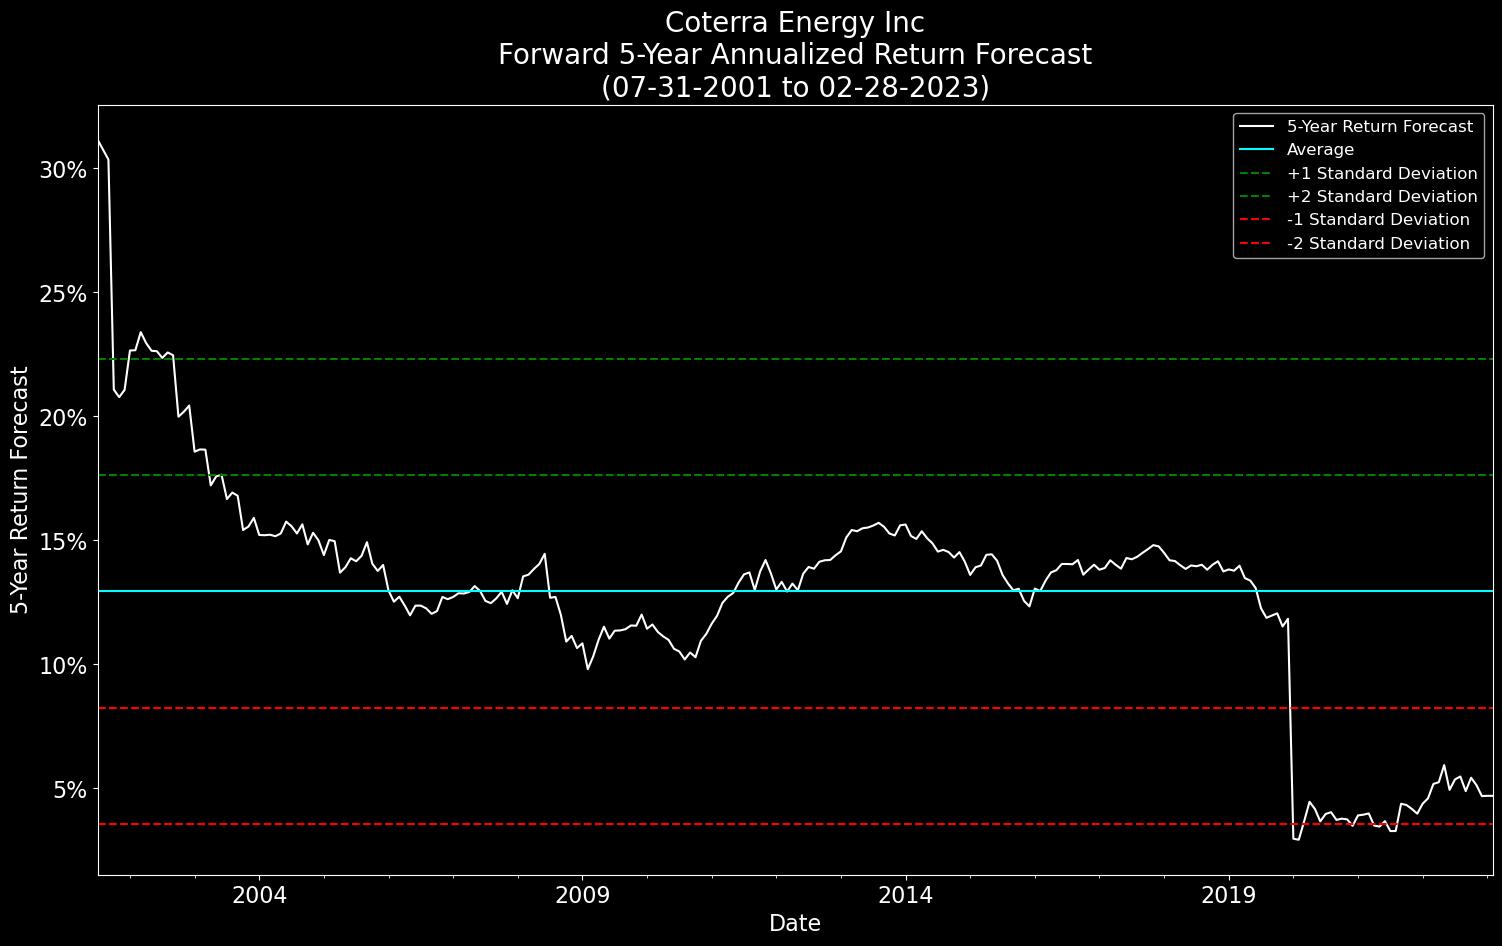 Coterra Energy Inc
Forward 5-Year Annualized Return Forecast
(07-31-2001 to 02-28-2023)
5-Year Return Forecast
Average
+1 Standard Deviation
+2 Standard Deviation
-1 Standard Deviation
-2 Standard Deviation
30%
25%
20%
15%
10%
5%
5-Year Return Forecast
2004
2009
2014
2019
Date